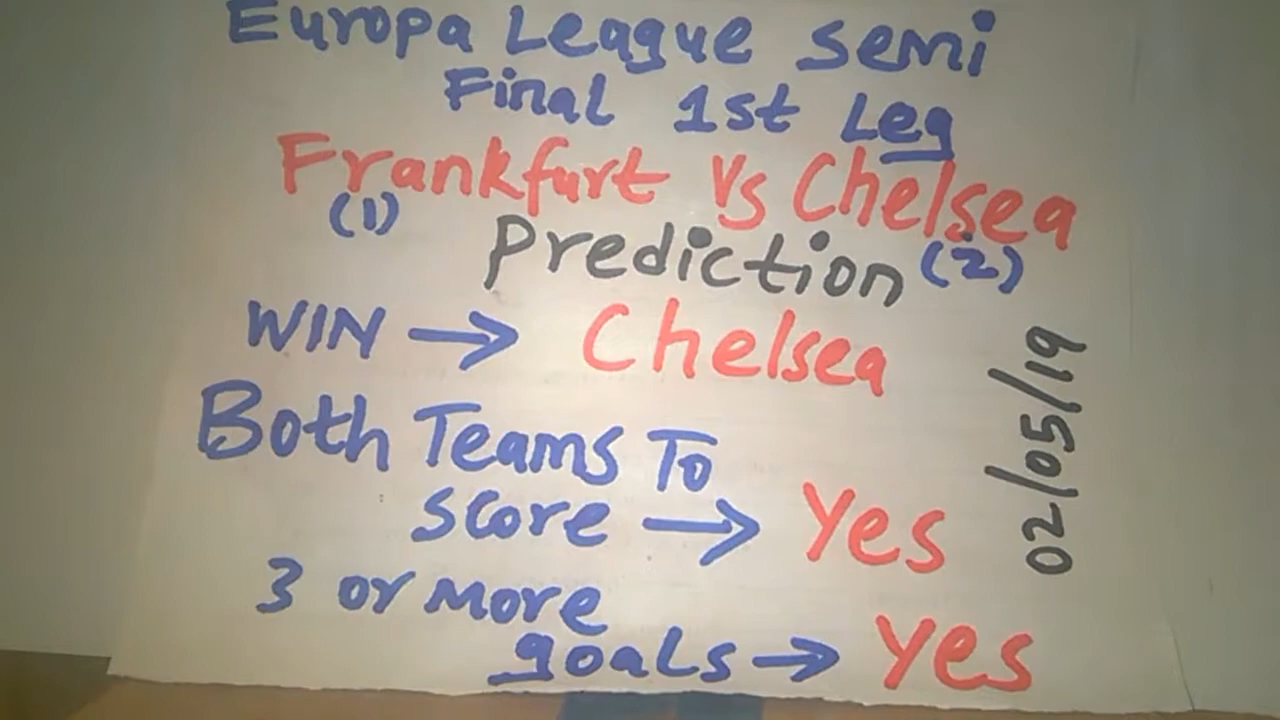 Europa League semi
Final 1st Leg
Frankfurt Vs Chelsea
(1)
Prediction (2)
WIN → Chelsea
Both Teams To
score → Yes
3 or more
goals → Yes
02/05/19